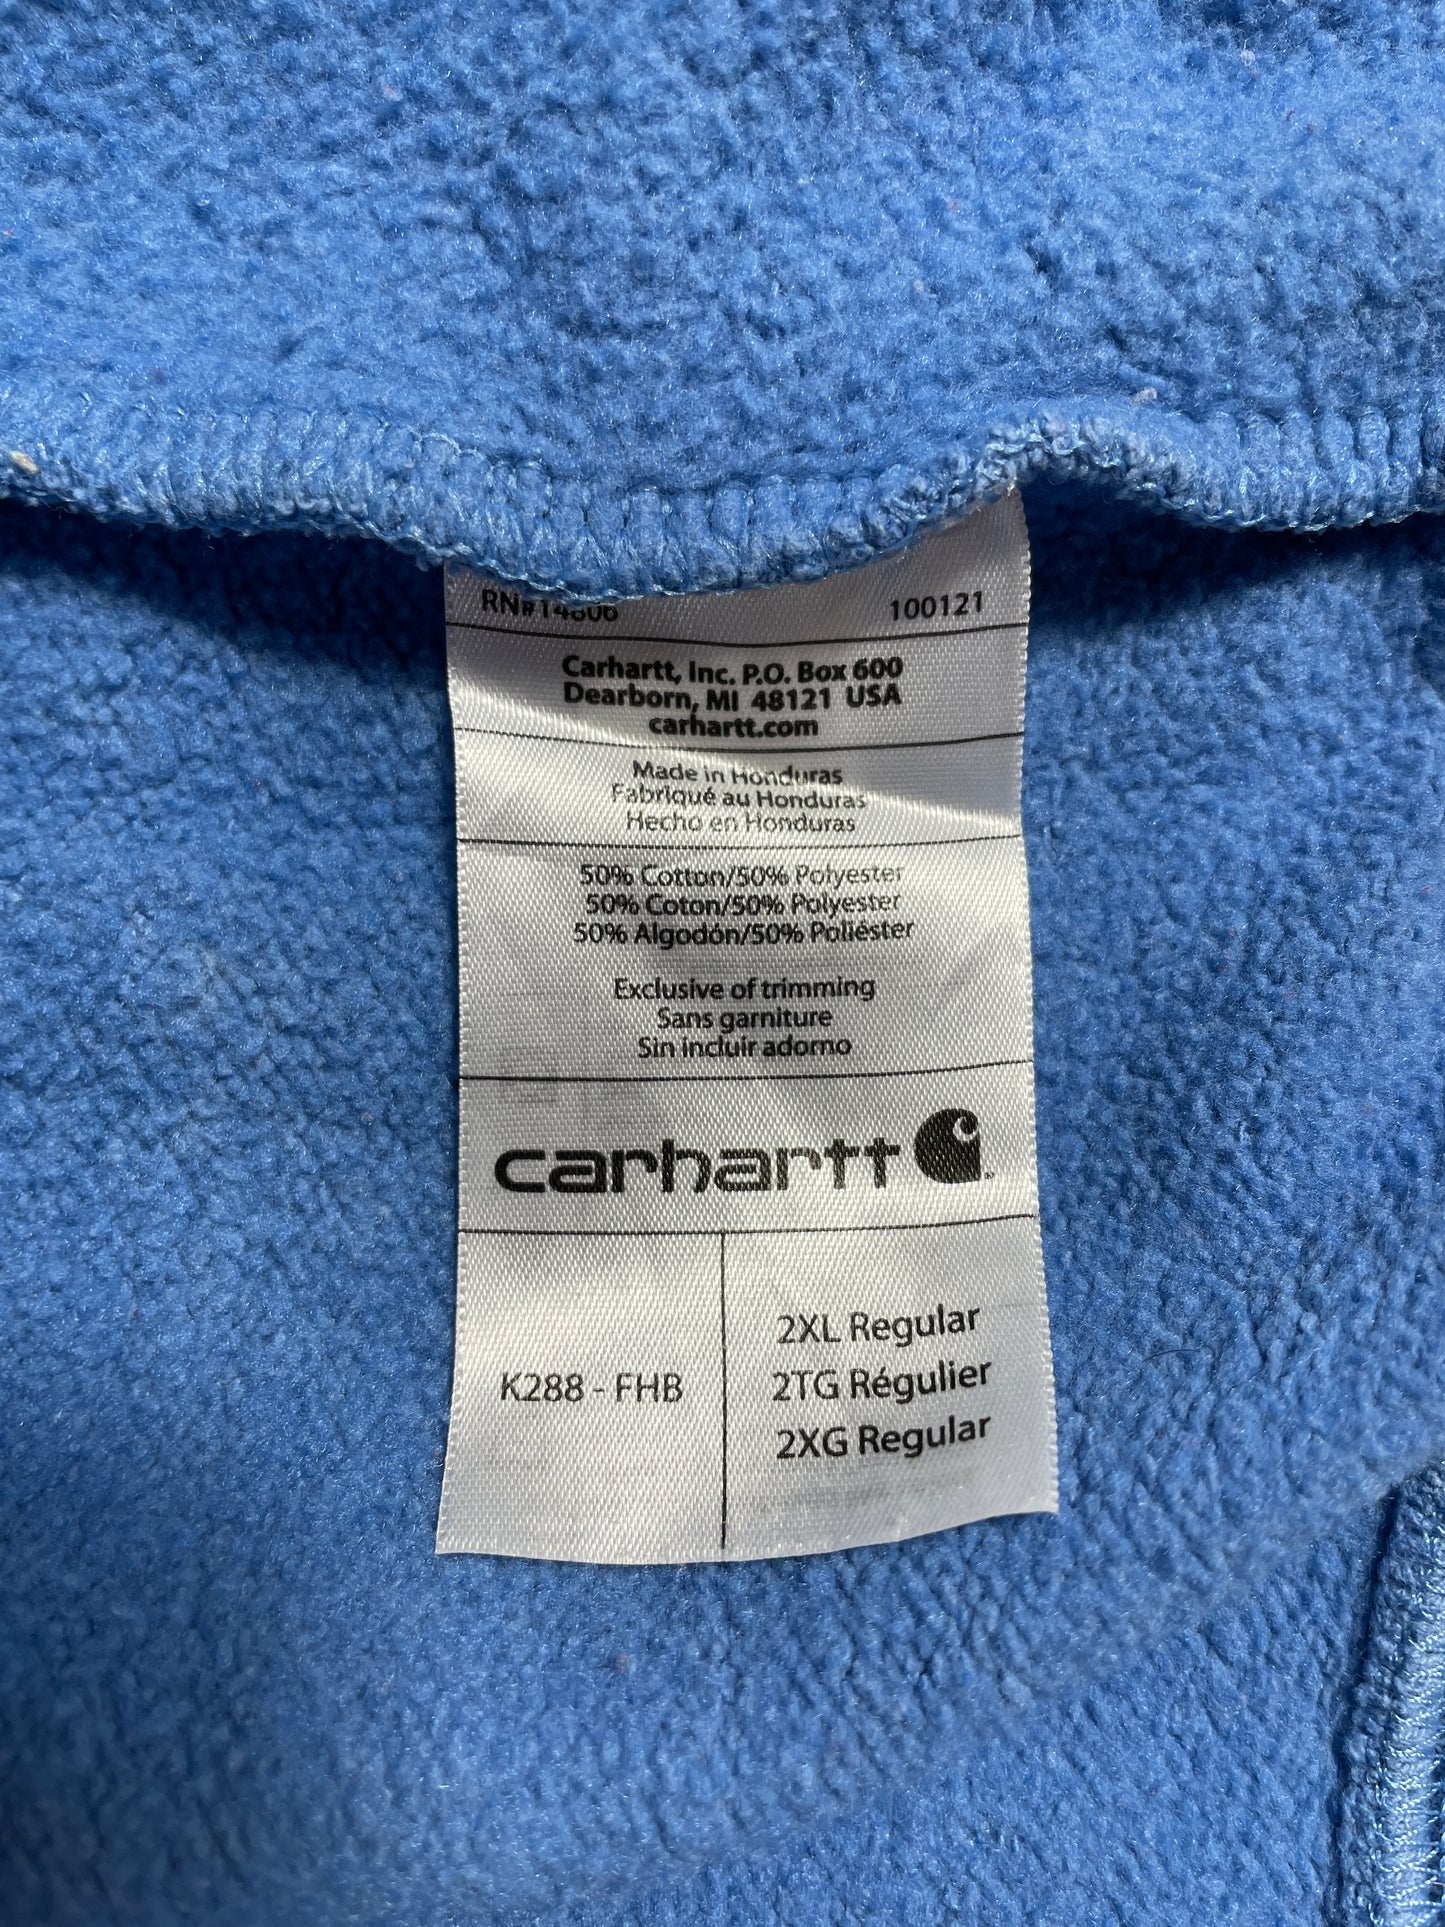 RN#14806 100121
Carhartt, Inc. P.O. Box 600
Dearborn, MI 48121 USA
carhartt.com
Made in Honduras
Fabriqué au Honduras
Hecho en Honduras
50% Cotton/50% Polyester
50% Coton/50% Polyester
50% Algodón/50% Poliéster
Exclusive of trimming
Sans garniture
Sin incluir adorno
carhartt
K288 - FHB
2XL Regular
2TG Régulier
2XG Regular